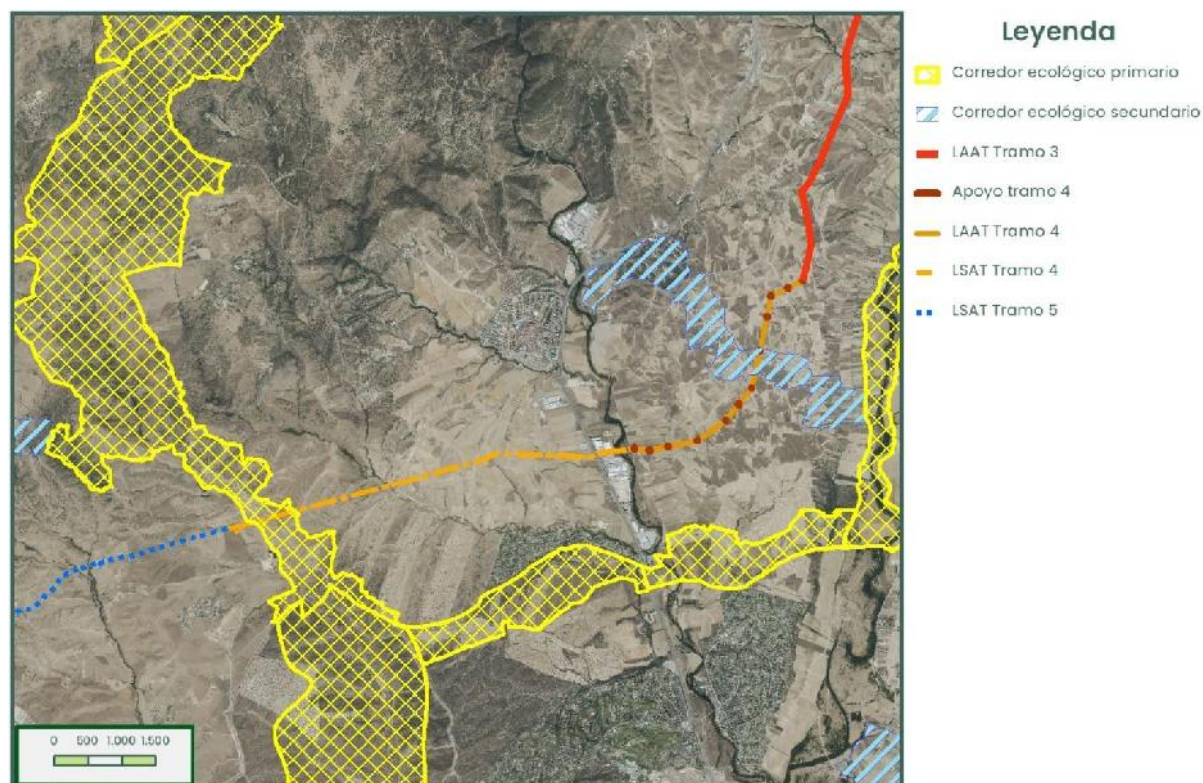 Leyenda
Corredor ecológico primario
Corredor ecológico secundario
LAAT Tramo 3
Apoyo tramo 4
LAAT Tramo 4
LSAT Tramo 4
LSAT Tramo 5
0 500 1.000 1.500